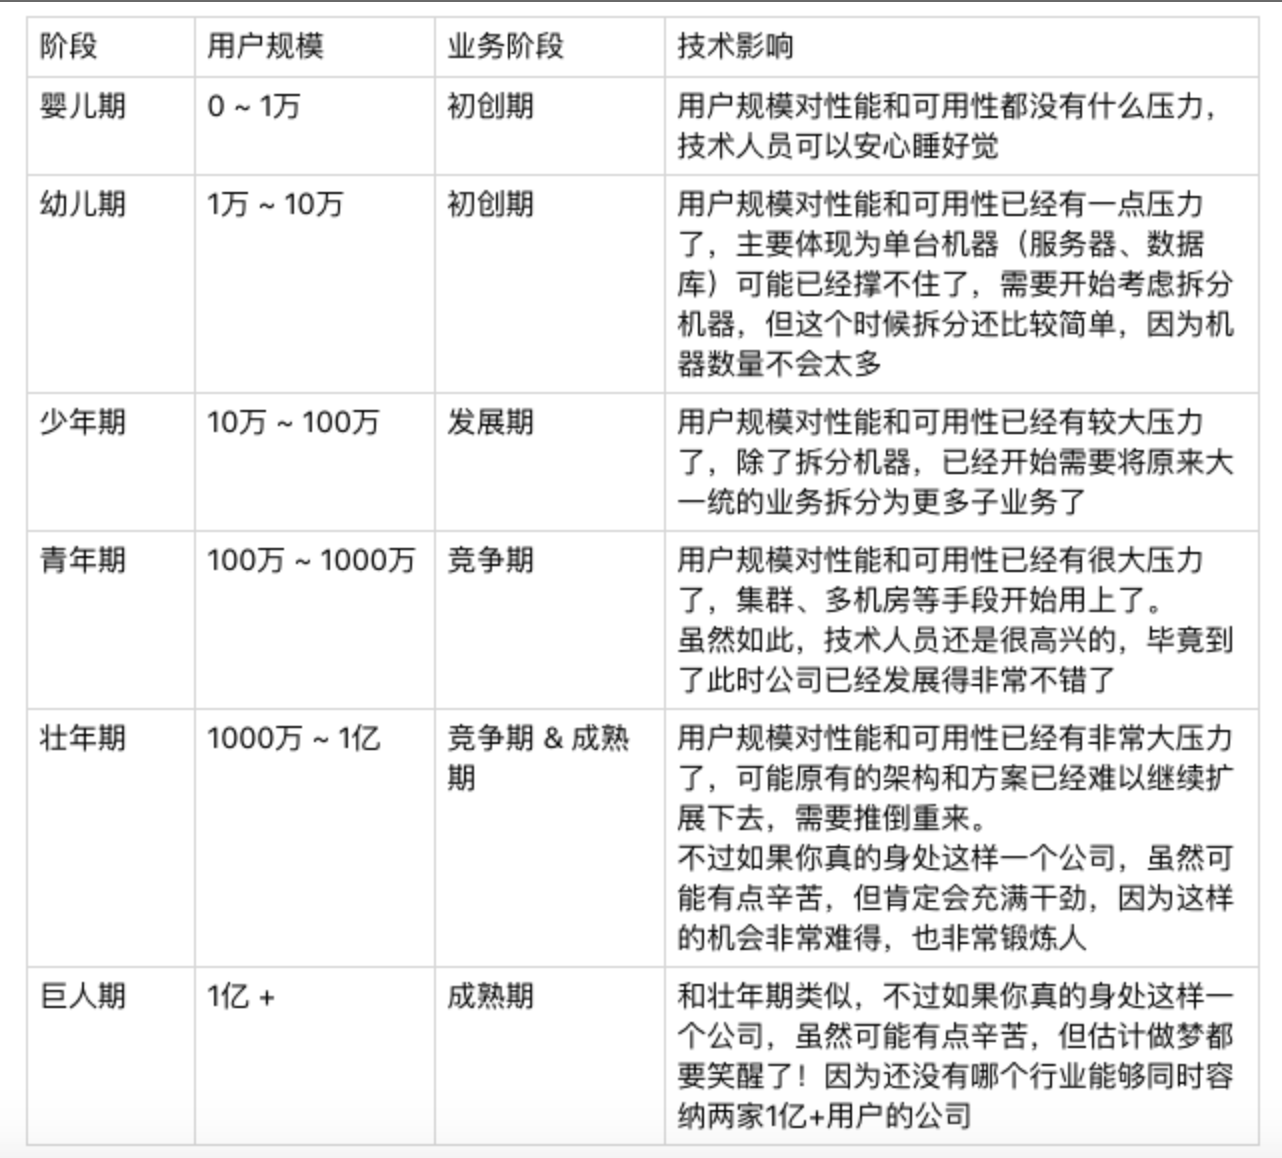 阶段 用户规模 业务阶段 技术影响
婴儿期 0 ~ 1万 初创期 用户规模对性能和可用性都没有什么压力，
技术人员可以安心睡好觉
幼儿期 1万 ~ 10万 初创期 用户规模对性能和可用性已经有一点压力
了，主要体现为单台机器（服务器、数据
库）可能已经撑不住了，需要开始考虑拆分
机器，但这个时候拆分还比较简单，因为机
器数量不会太多
少年期 10万 ~ 100万 发展期 用户规模对性能和可用性已经有较大压力
了，除了拆分机器，已经开始需要将原来大
一统的业务拆分为更多子业务了
青年期 100万 ~ 1000万 竞争期 用户规模对性能和可用性已经有很大压力
了，集群、多机房等手段开始用上了。
虽然如此，技术人员还是很高兴的，毕竟到
了此时公司已经发展得非常不错了
壮年期 1000万 ~ 1亿 竞争期 & 成熟 用户规模对性能和可用性已经有非常大压力
期 了，可能原有的架构和方案已经难以继续扩
展下去，需要推倒重来。
不过如果你真的身处这样一个公司，虽然可
能有点辛苦，但肯定会充满干劲，因为这样
的机会非常难得，也非常锻炼人
巨人期 1亿 + 成熟期 和壮年期类似，不过如果你真的身处这样一
个公司，虽然可能有点辛苦，但估计做梦都
要笑醒了！因为还没有哪个行业能够同时容
纳两家1亿+用户的公司